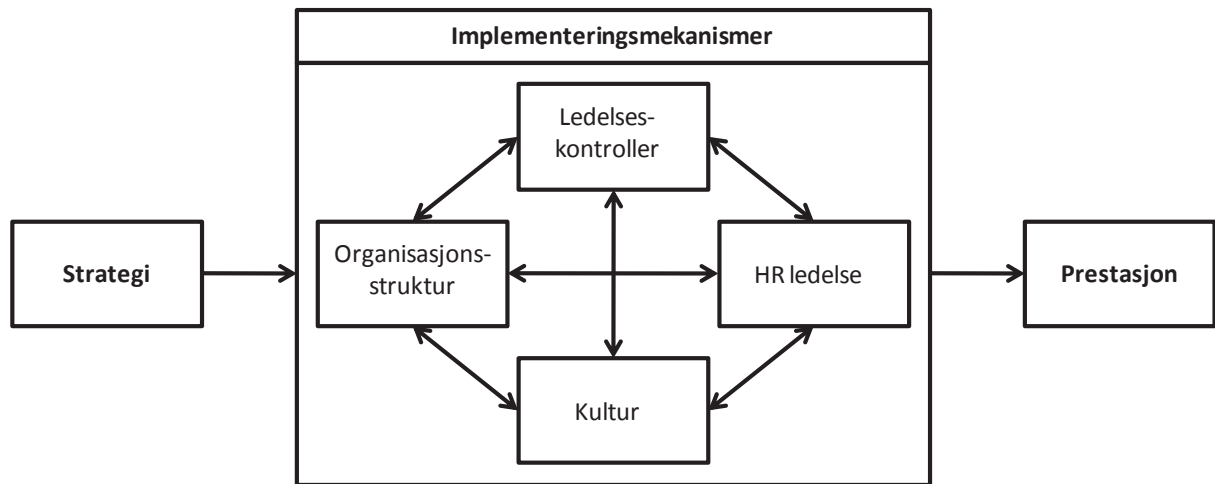 Implementeringsmekanismer
Ledelses-
kontroller
Strategi
Organisasjons-
struktur
HR ledelse
Prestasjon
Kultur